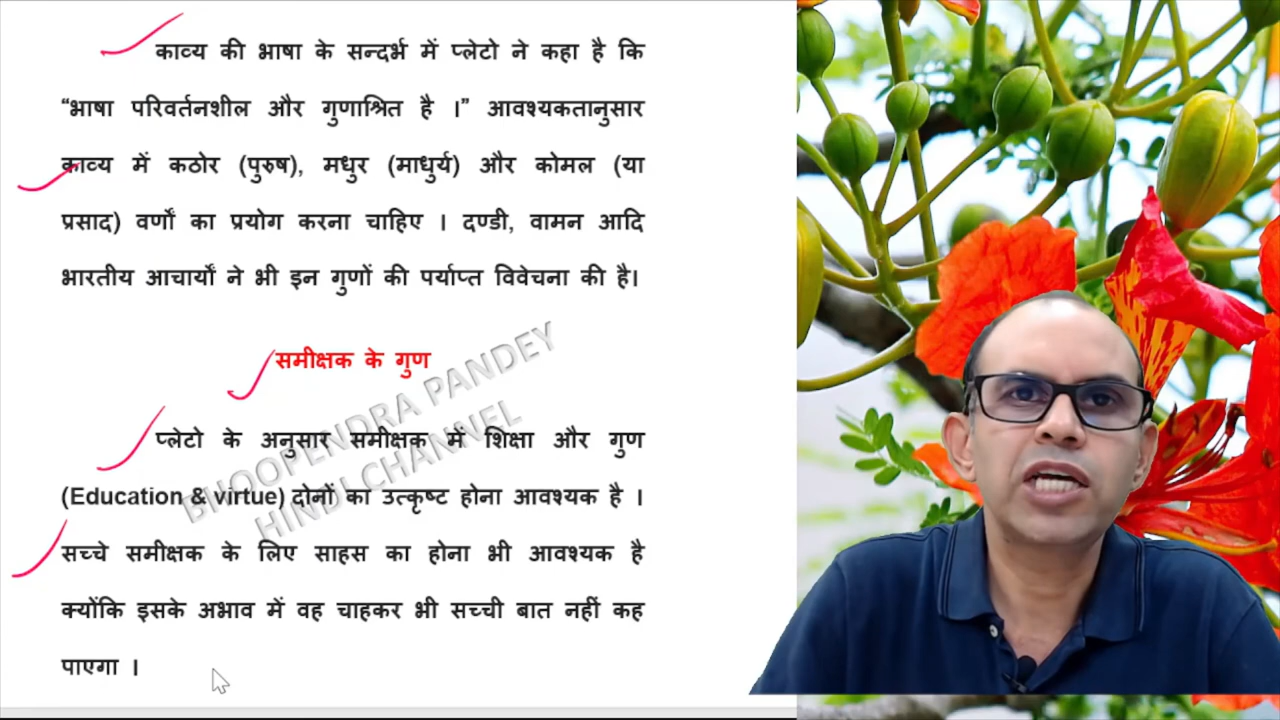 काव्य की भाषा के सन्दर्भ में प्लेटो ने कहा है कि
“भाषा परिवर्तनशील और गुणाश्रित है ।” आवश्यकतानुसार
काव्य में कठोर (पुरुष), मधुर (माधुर्य) और कोमल (या
प्रसाद) वर्णों का प्रयोग करना चाहिए । दण्डी, वामन आदि
भारतीय आचार्यों ने भी इन गुणों की पर्याप्त विवेचना की है।
समीक्षक के गुण
प्लेटो के अनुसार समीक्षक में शिक्षा और गुण
(Education & virtue) दोनों का उत्कृष्ट होना आवश्यक है ।
सच्चे समीक्षक के लिए साहस का होना भी आवश्यक है
क्योंकि इसके अभाव में वह चाहकर भी सच्ची बात नहीं कह
पाएगा ।
BHOOPENDRA PANDEY
HINDI CHANNEL